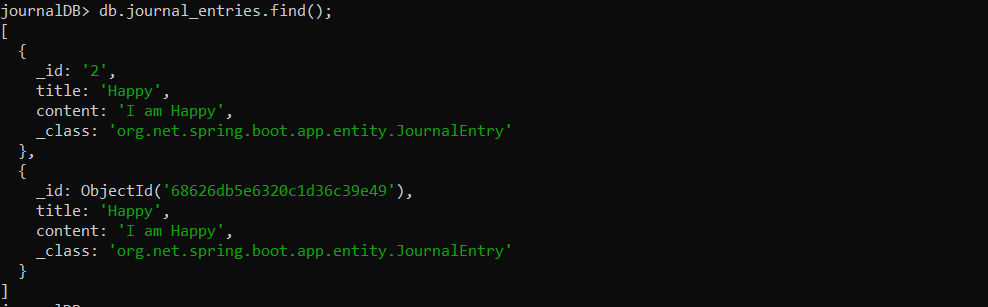 journalDB> db.journal_entries.find();
[
  {
    _id: '2',
    title: 'Happy',
    content: 'I am Happy',
    _class: 'org.net.spring.boot.app.entity.JournalEntry'
  },
  {
    _id: ObjectId('68626db5e6320c1d36c39e49'),
    title: 'Happy',
    content: 'I am Happy',
    _class: 'org.net.spring.boot.app.entity.JournalEntry'
  }
]